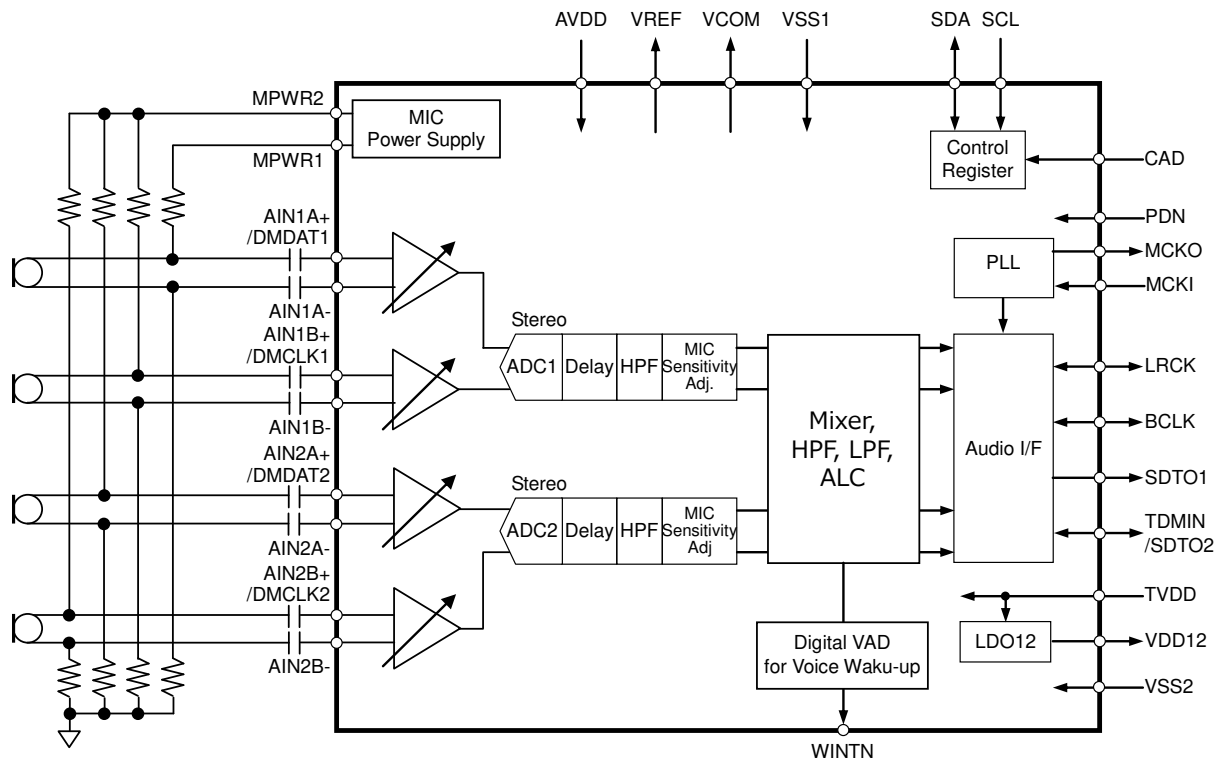 AVDD VREF VCOM VSS1 SDA SCL
MPWR2
MIC
Power Supply
MPWR1
Control
Register
CAD
PDN
AIN1A+
/DMDAT1
PLL
MCKO
MCKI
AIN1A-
AIN1B+
/DMCLK1
Stereo
ADC1 Delay HPF
MIC
Sensitivity
Adj.
LRCK
AIN1B-
Mixer,
HPF, LPF,
ALC
Audio I/F
BCLK
AIN2A+
/DMDAT2
SDTO1
Stereo
ADC2 Delay HPF
MIC
Sensitivity
Adj
TDMIN
/SDTO2
AIN2A-
AIN2B+
/DMCLK2
TVDD
LDO12
VDD12
Digital VAD
for Voice Waku-up
AIN2B-
VSS2
WINTN